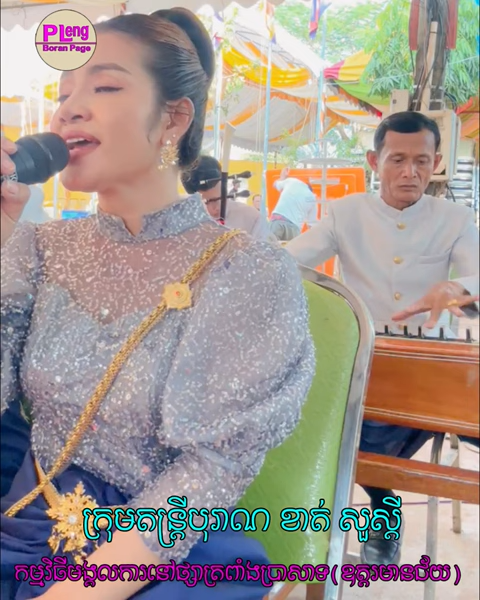 PLeng
Boran Page
ក្រុមតន្ត្រីបុរាណ ខាត់ សួស្តី
កម្មវិធីមង្គលការនៅផ្សាត្រពាំងប្រាសាទ(ឧត្តរមានជ័យ)